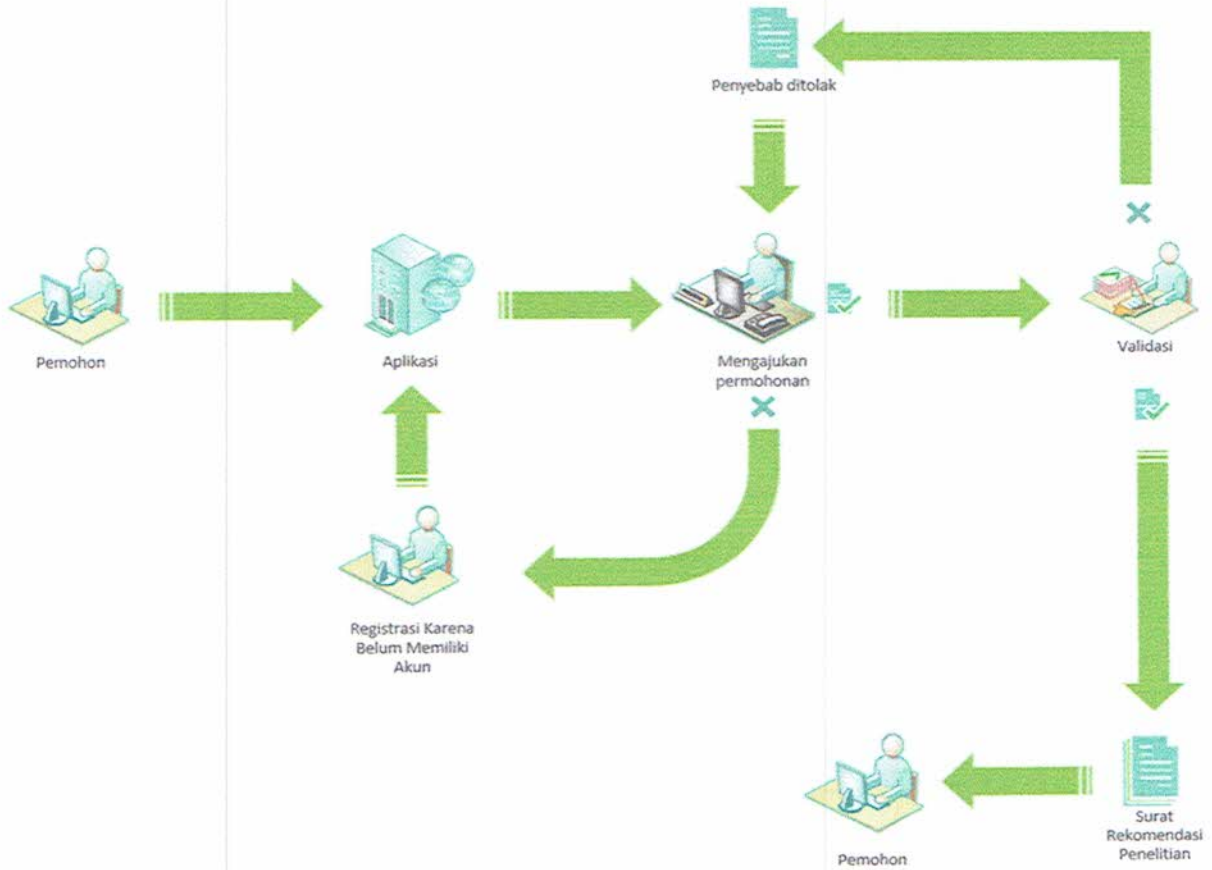 Penyebab ditolak
Pemohon
Aplikasi
Mengajukan
permohonan
Validasi
Registrasi Karena
Belum Memiliki
Akun
Surat
Rekomendasi
Penelitian
Pemohon